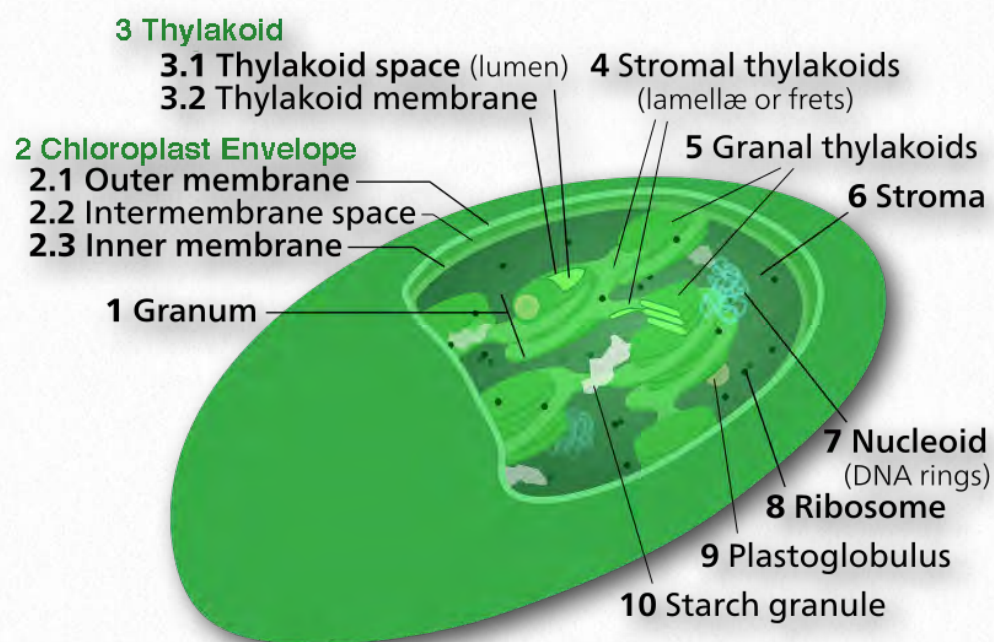 3 Thylakoid
3.1 Thylakoid space (lumen)
3.2 Thylakoid membrane
4 Stromal thylakoids
(lamellæ or frets)
2 Chloroplast Envelope
2.1 Outer membrane
2.2 Intermembrane space
2.3 Inner membrane
5 Granal thylakoids
6 Stroma
1 Granum
7 Nucleoid
(DNA rings)
8 Ribosome
9 Plastoglobulus
10 Starch granule